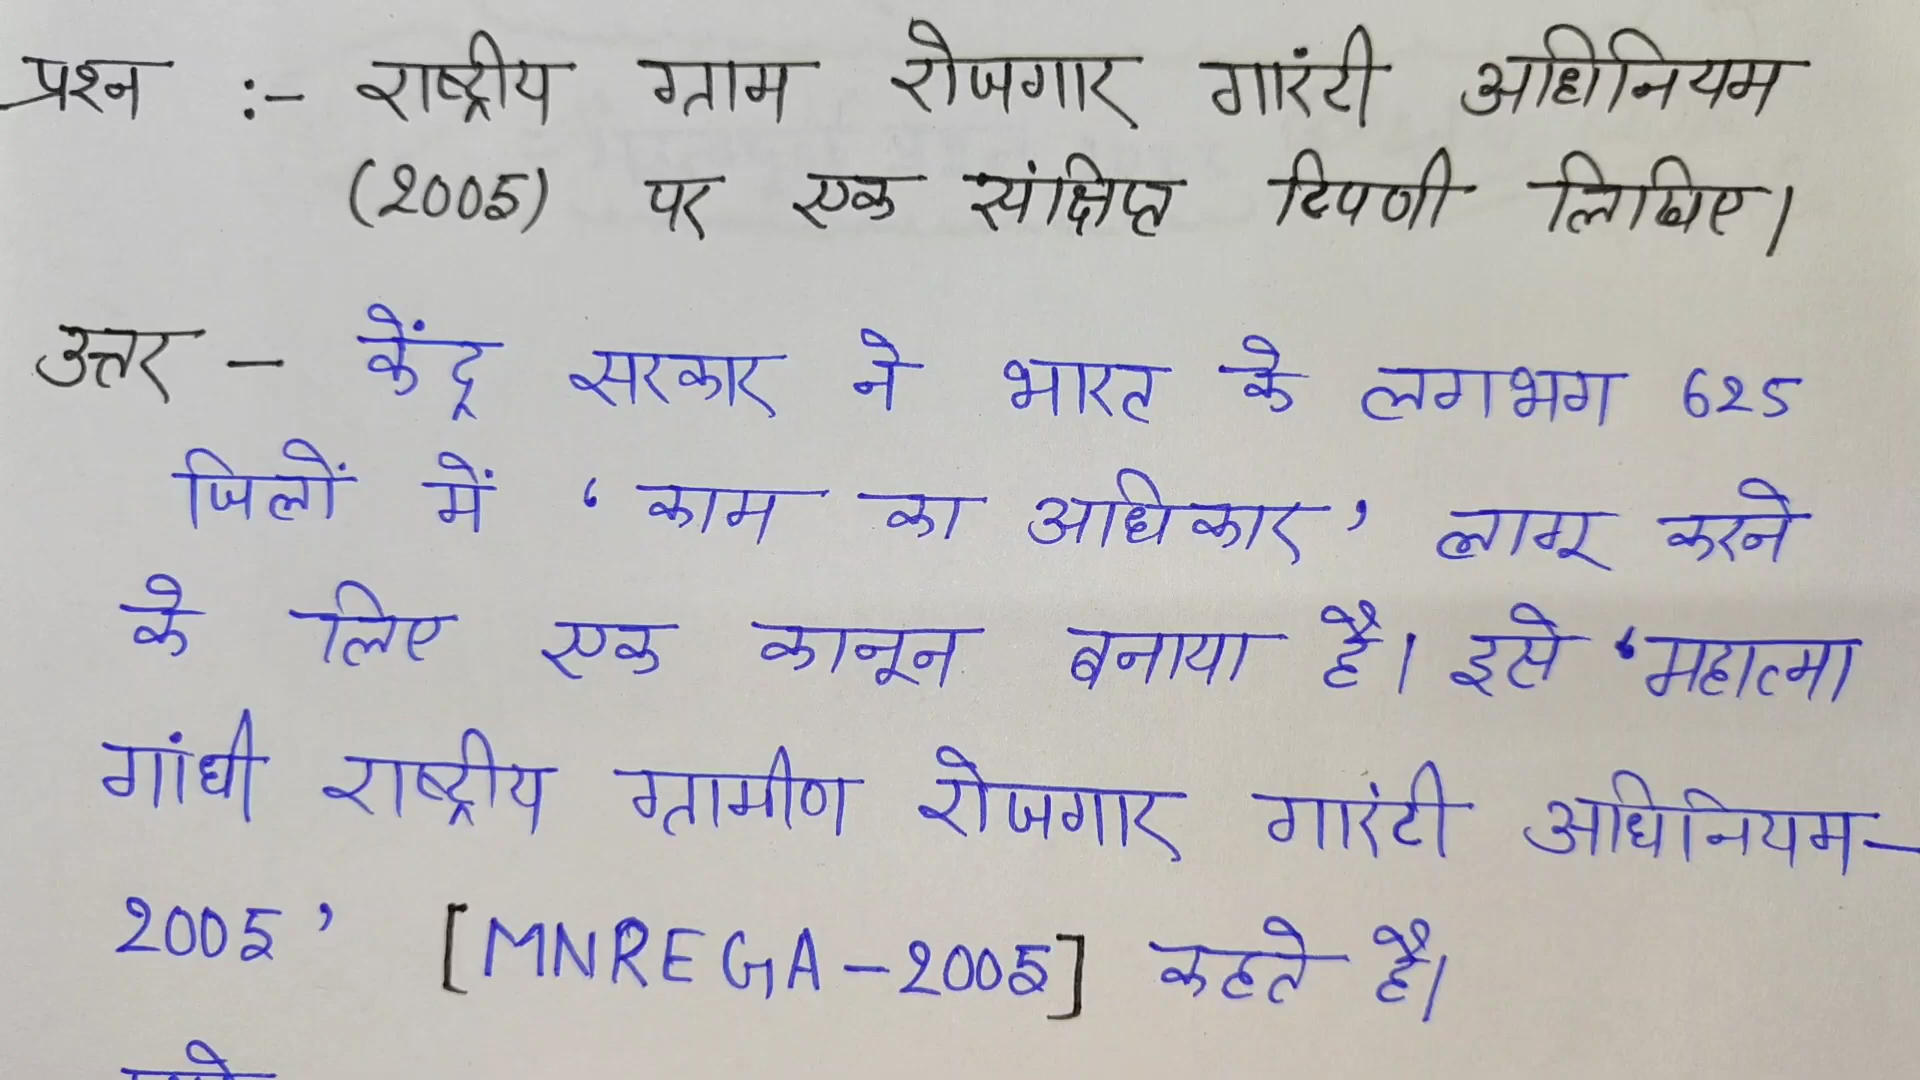 प्रश्न :- राष्ट्रीय ग्राम रोजगार गारंटी अधिनियम
(2005) पर एक संक्षिप्त टिपणी लिखिए।
उत्तर - केंद्र सरकार ने भारत के लगभग 625
जिलों में ‘काम का अधिकार’ लागू करने
के लिए एक कानून बनाया है। इसे ‘महात्मा
गांधी राष्ट्रीय ग्रामीण रोजगार गारंटी अधिनियम-
2005’ [MNREGA-2005] कहते है।